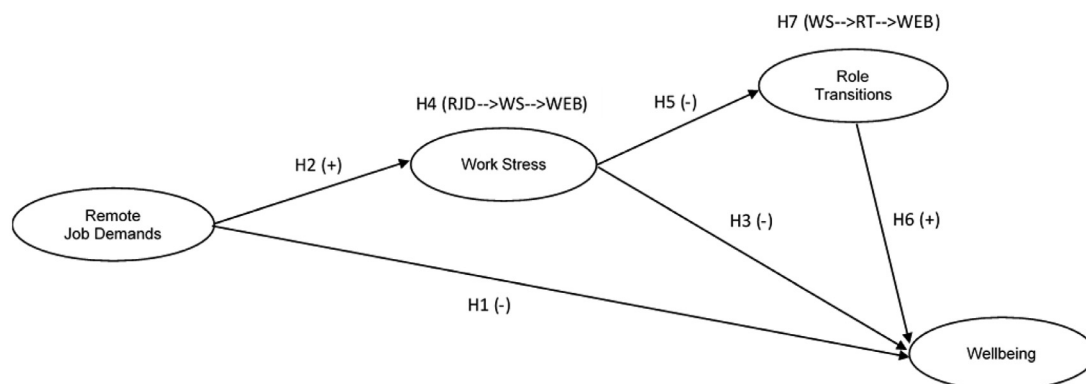 H7 (WS-->RT-->WEB)
Role
Transitions
H4 (RJD-->WS-->WEB)
H5 (-)
H2 (+)
Work Stress
Remote
Job Demands
H3 (-)
H6 (+)
H1 (-)
Wellbeing